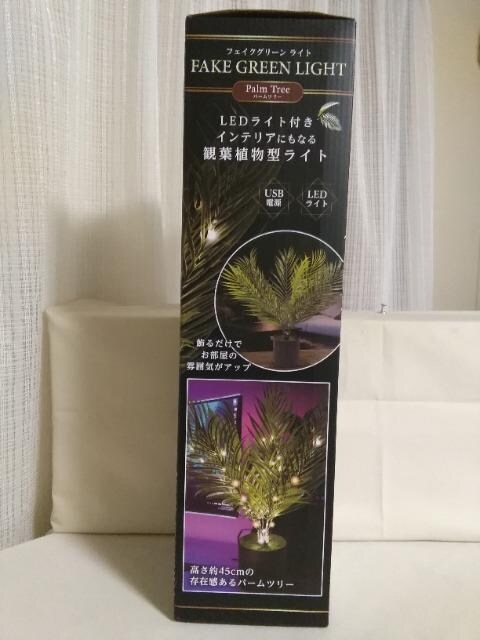 フェイクグリーン ライト
FAKE GREEN LIGHT
Palm Tree
パームツリー
LEDライト付き
インテリアにもなる
観葉植物型ライト
USB
電源
LED
ライト
飾るだけで
お部屋の
雰囲気がアップ
高さ約45cmの
存在感あるパームツリー